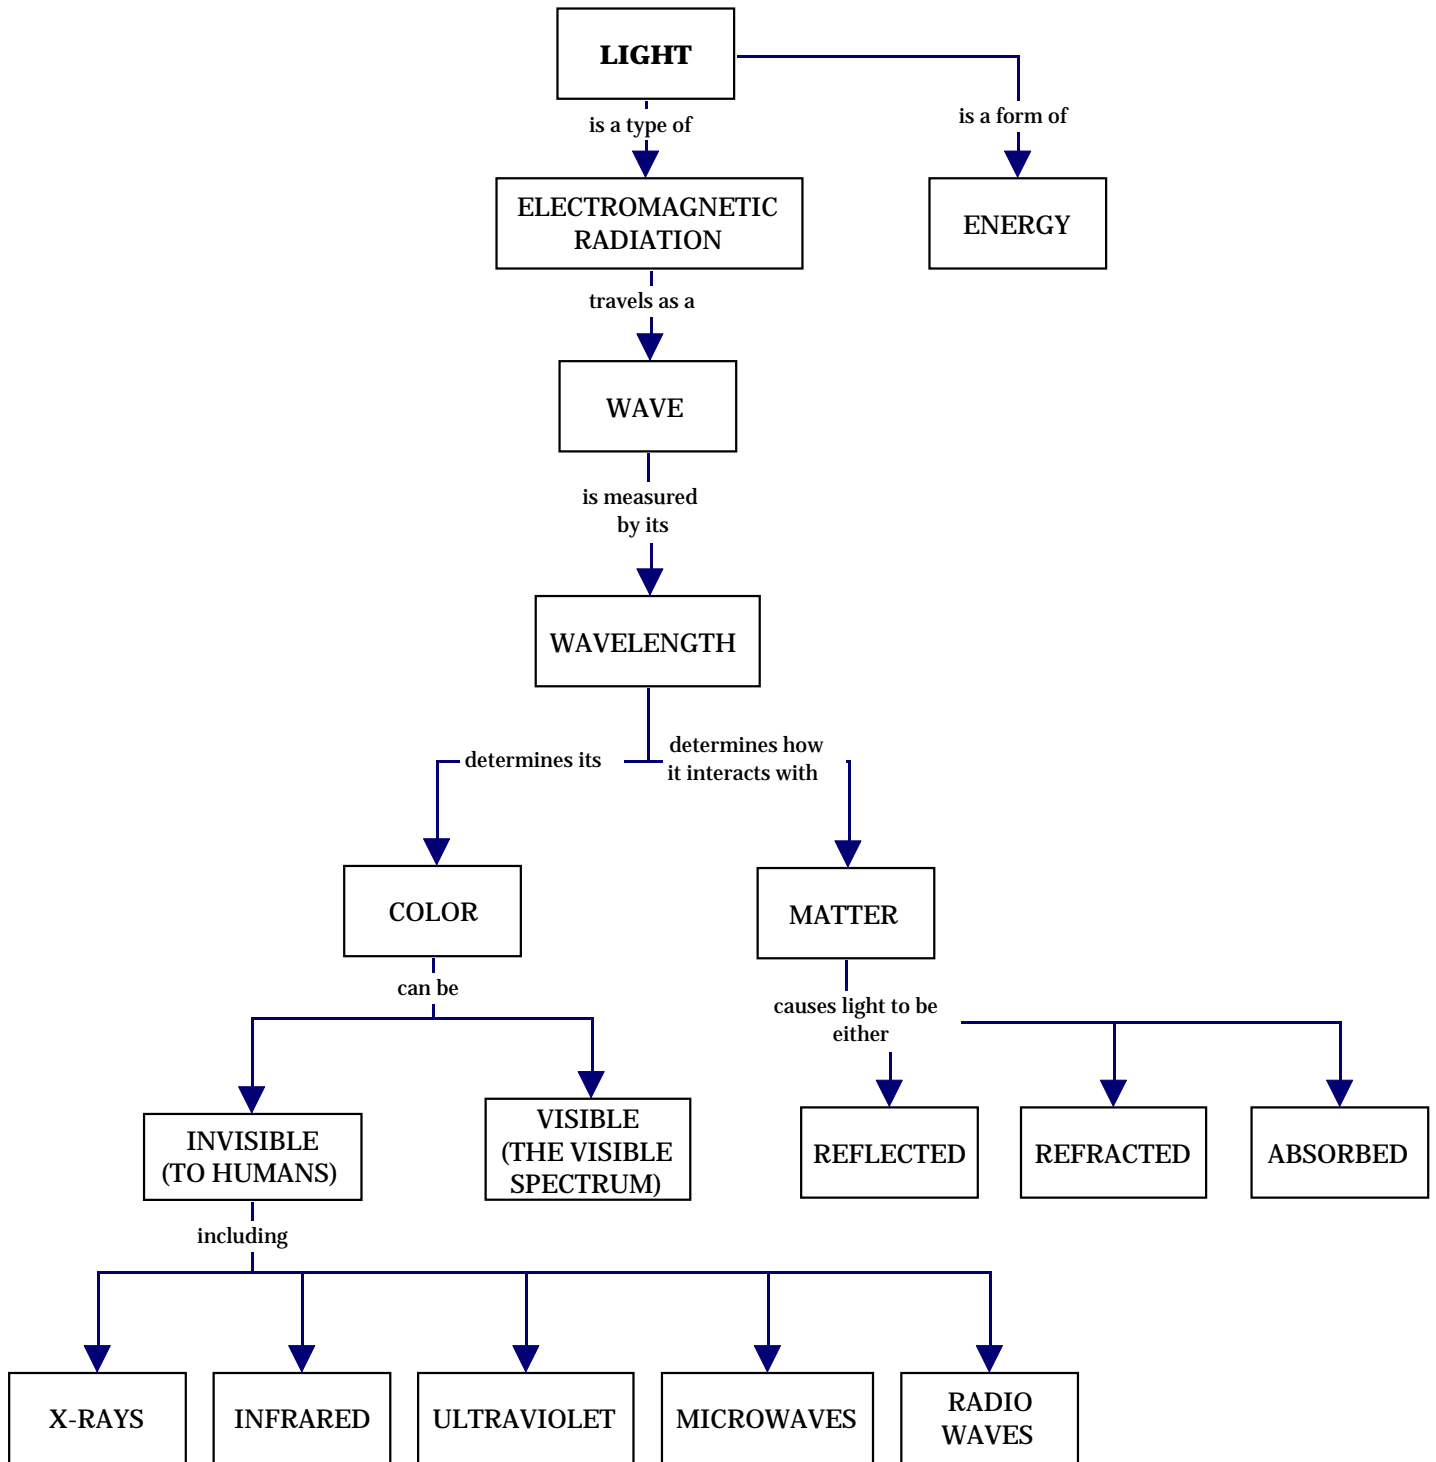 LIGHT
is a type of
is a form of
ELECTROMAGNETIC
RADIATION
ENERGY
travels as a
WAVE
is measured
by its
WAVELENGTH
determines its
determines how
it interacts with
COLOR
MATTER
can be
causes light to be
either
INVISIBLE
(TO HUMANS)
VISIBLE
(THE VISIBLE
SPECTRUM)
REFLECTED
REFRACTED
ABSORBED
including
X-RAYS
INFRARED
ULTRAVIOLET
MICROWAVES
RADIO
WAVES